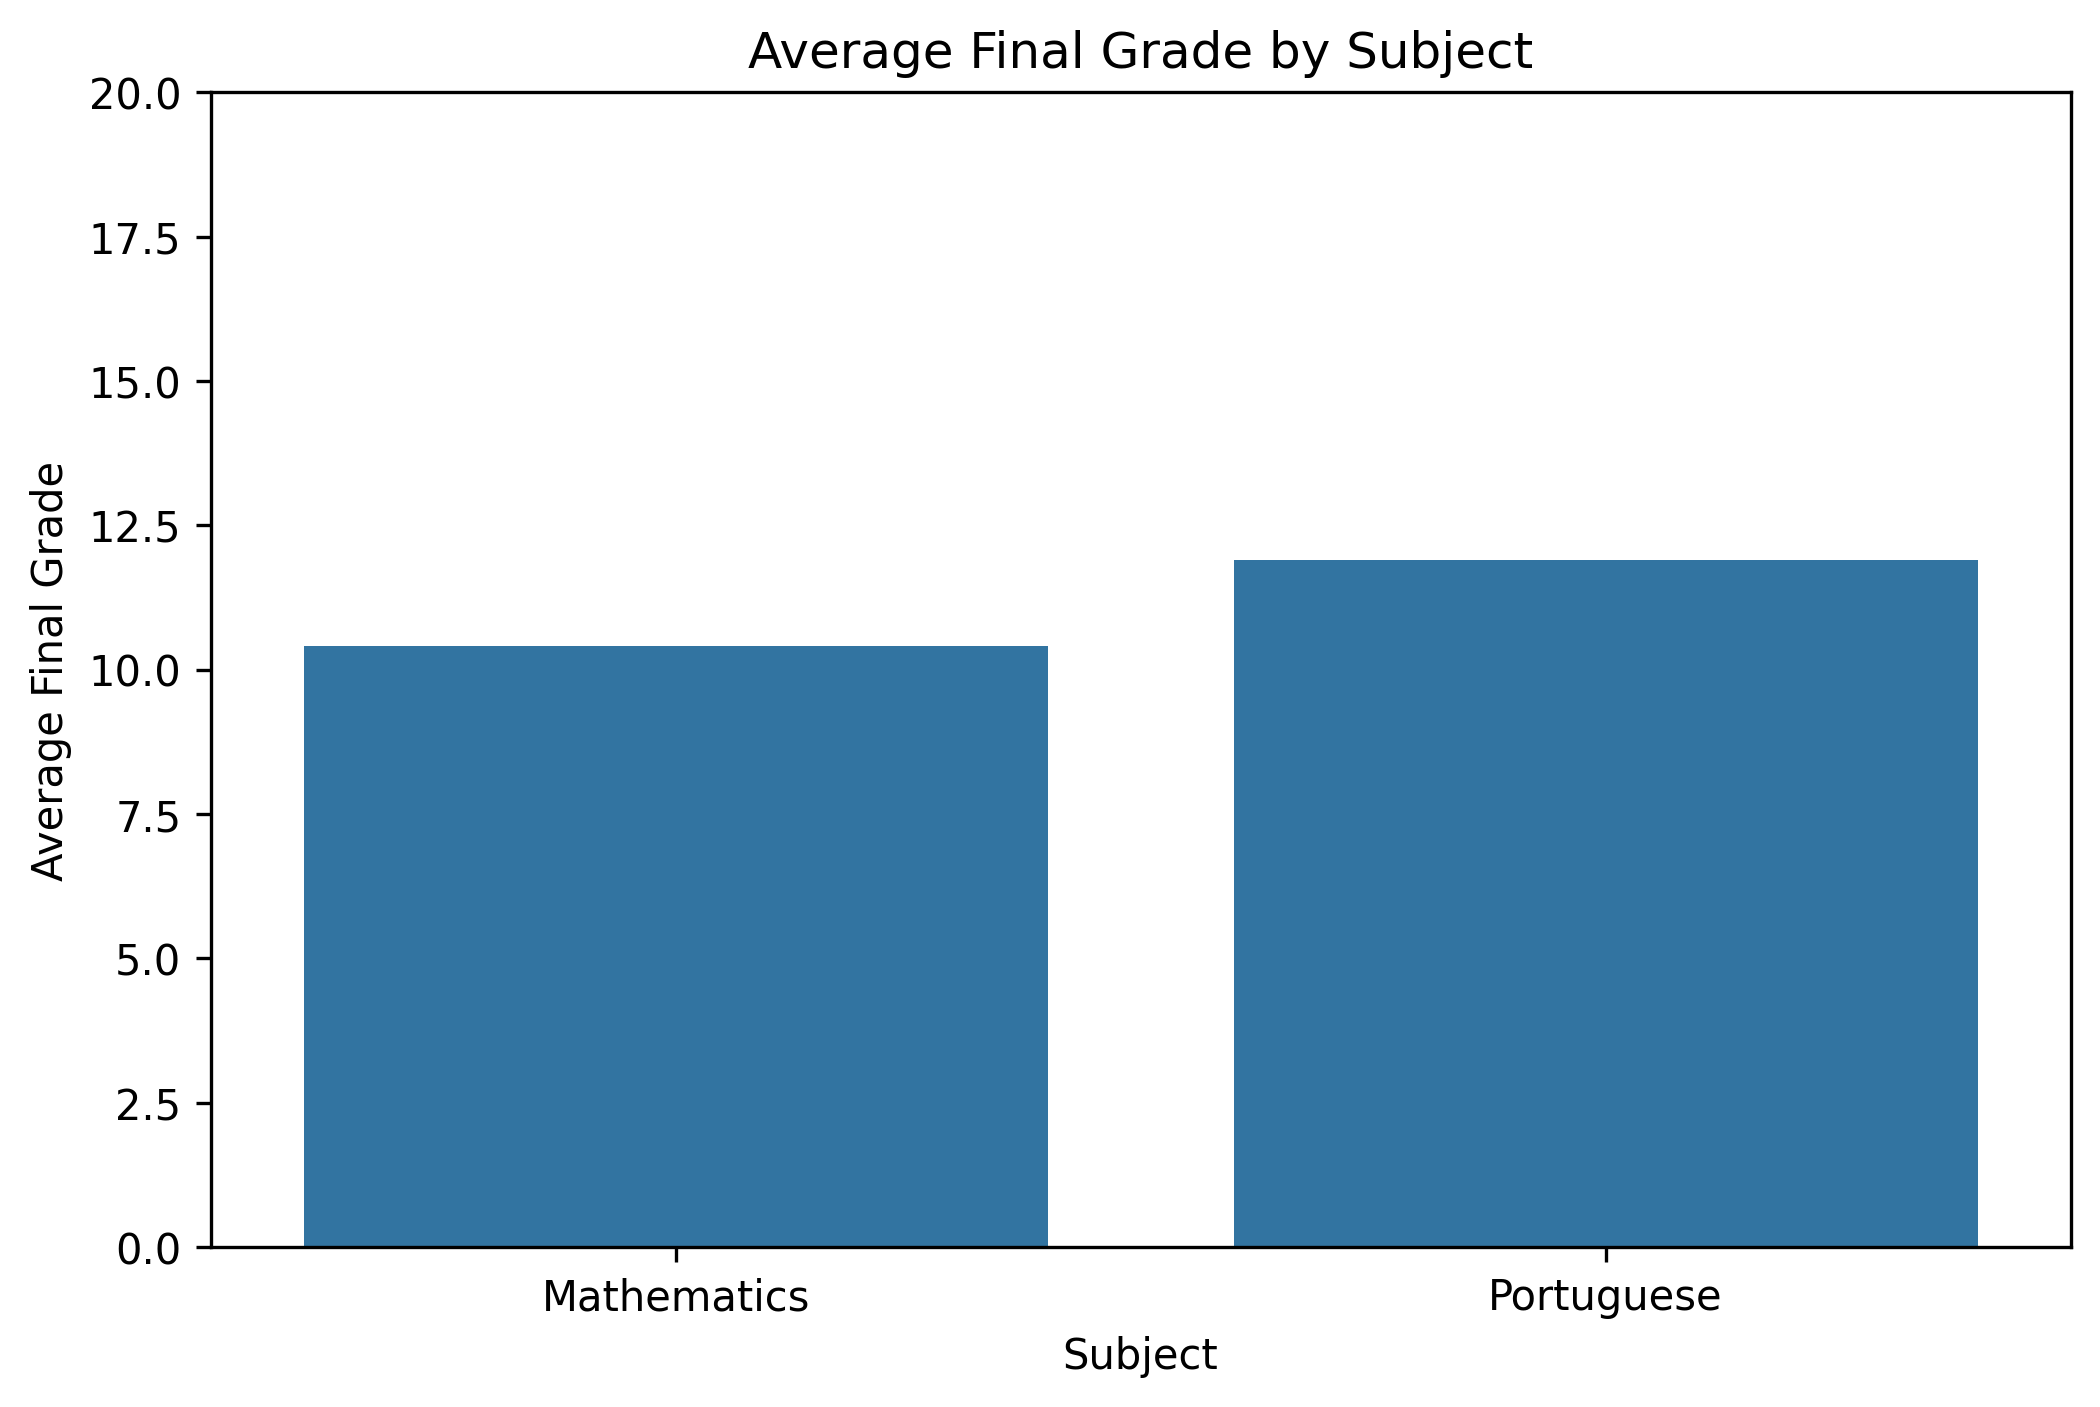 Average Final Grade by Subject
Average Final Grade
20.0
17.5
15.0
12.5
10.0
7.5
5.0
2.5
0.0
Mathematics
Portuguese
Subject